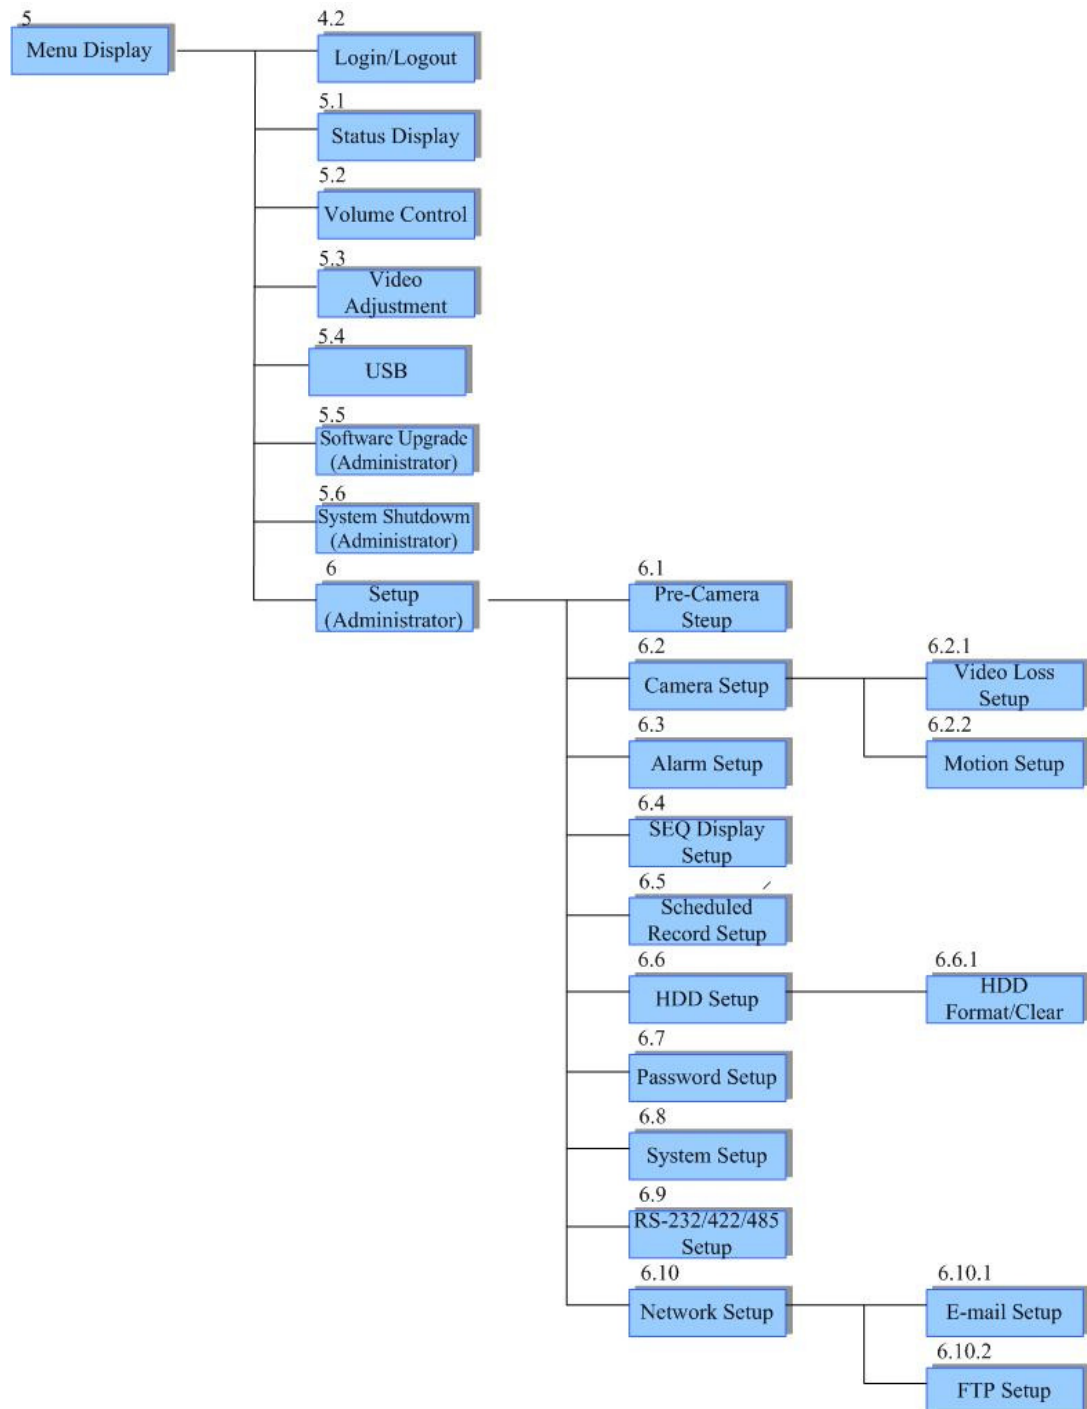 5
Menu Display
4.2
Login/Logout
5.1
Status Display
5.2
Volume Control
5.3
Video
Adjustment
5.4
USB
5.5
Software Upgrade
(Administrator)
5.6
System Shutdowm
(Administrator)
6
Setup
(Administrator)
6.1
Pre-Camera
Steup
6.2
Camera Setup
6.2.1
Video Loss
Setup
6.2.2
Motion Setup
6.3
Alarm Setup
6.4
SEQ Display
Setup
6.5
Scheduled
Record Setup
6.6
HDD Setup
6.6.1
HDD
Format/Clear
6.7
Password Setup
6.8
System Setup
6.9
RS-232/422/485
Setup
6.10
Network Setup
6.10.1
E-mail Setup
6.10.2
FTP Setup